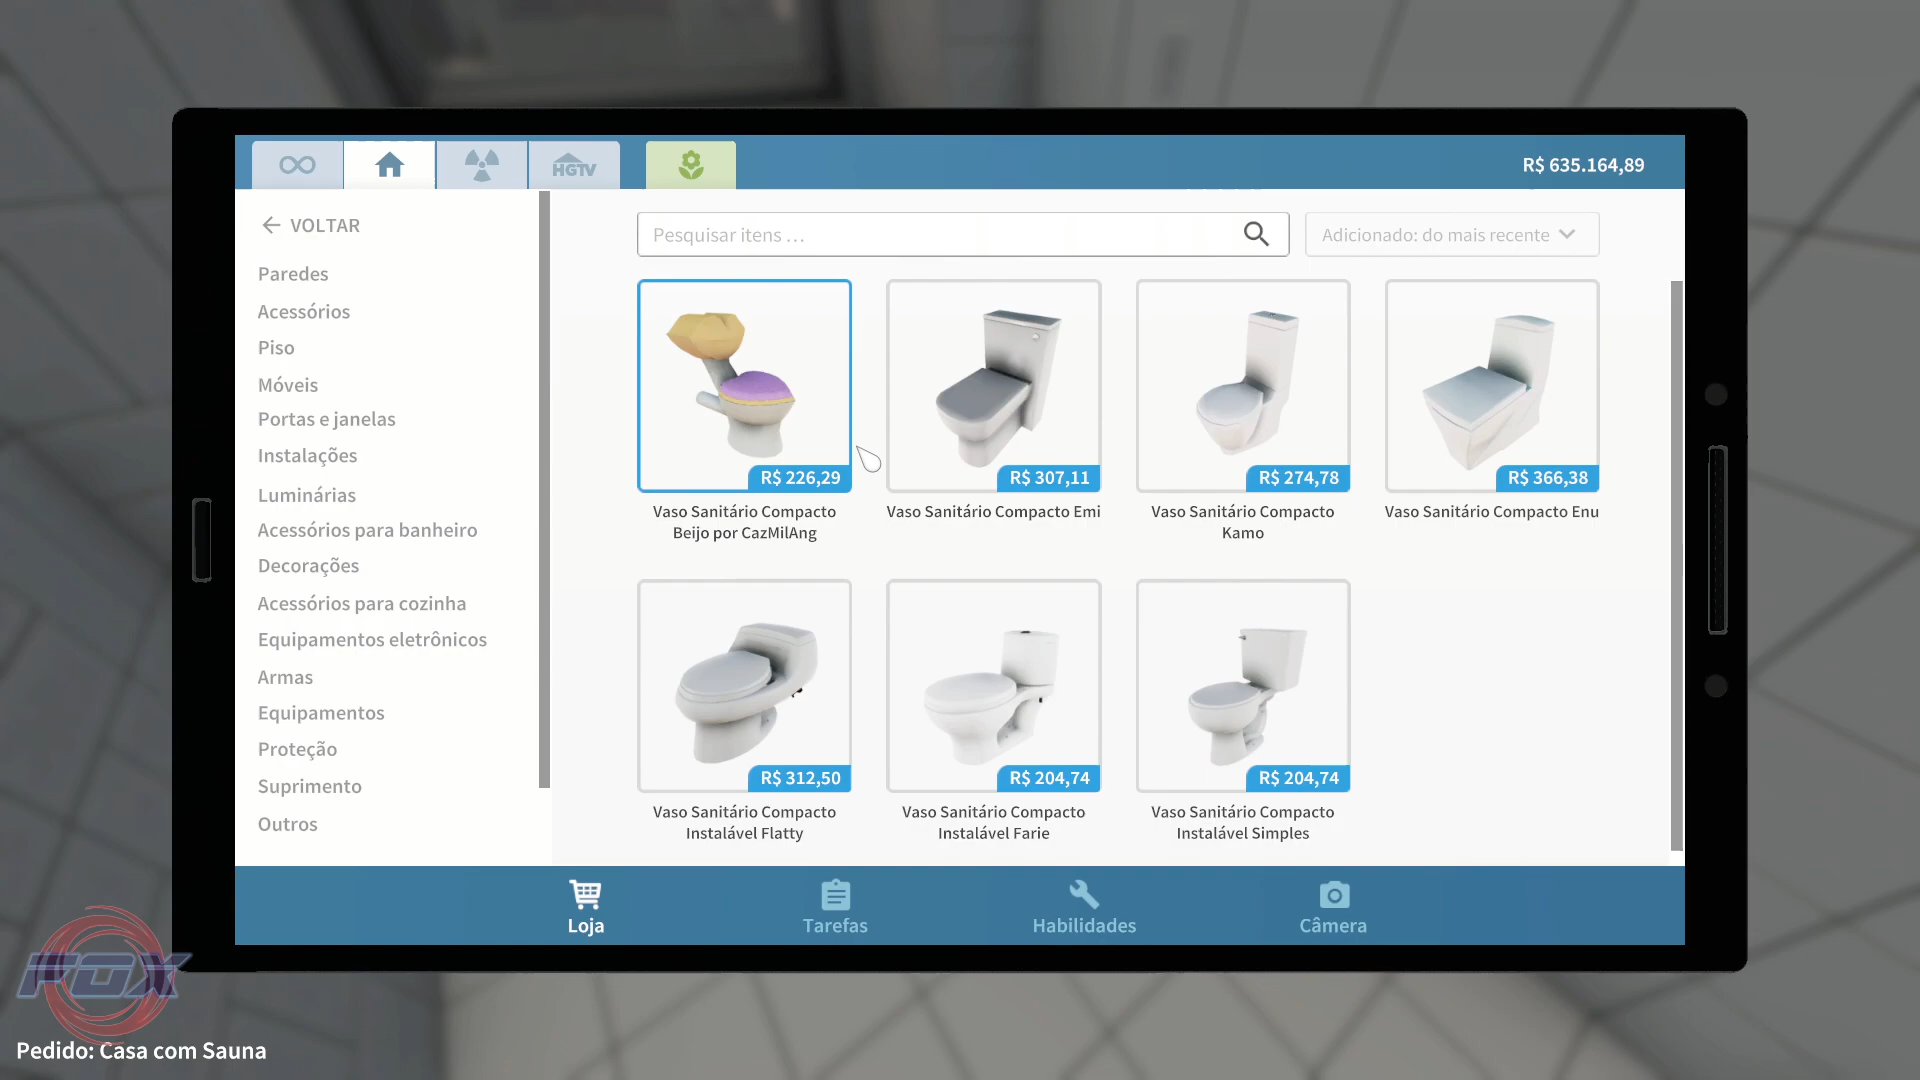 HGTV
R$ 635.164,89
VOLTAR
Pesquisar itens ...
Adicionado: do mais recente
Paredes
Acessórios
Piso
Móveis
Portas e janelas
Instalações
Luminárias
Acessórios para banheiro
Decorações
Acessórios para cozinha
Equipamentos eletrônicos
Armas
Equipamentos
Proteção
Suprimento
Outros
R$ 226,29
Vaso Sanitário Compacto
Beijo por CazMilAng
R$ 307,11
Vaso Sanitário Compacto Emi
R$ 274,78
Vaso Sanitário Compacto
Kamo
R$ 366,38
Vaso Sanitário Compacto Enu
R$ 312,50
Vaso Sanitário Compacto
Instalável Flatty
R$ 204,74
Vaso Sanitário Compacto
Instalável Farie
R$ 204,74
Vaso Sanitário Compacto
Instalável Simples
Loja
Tarefas
Habilidades
Câmera
FOX
Pedido: Casa com Sauna